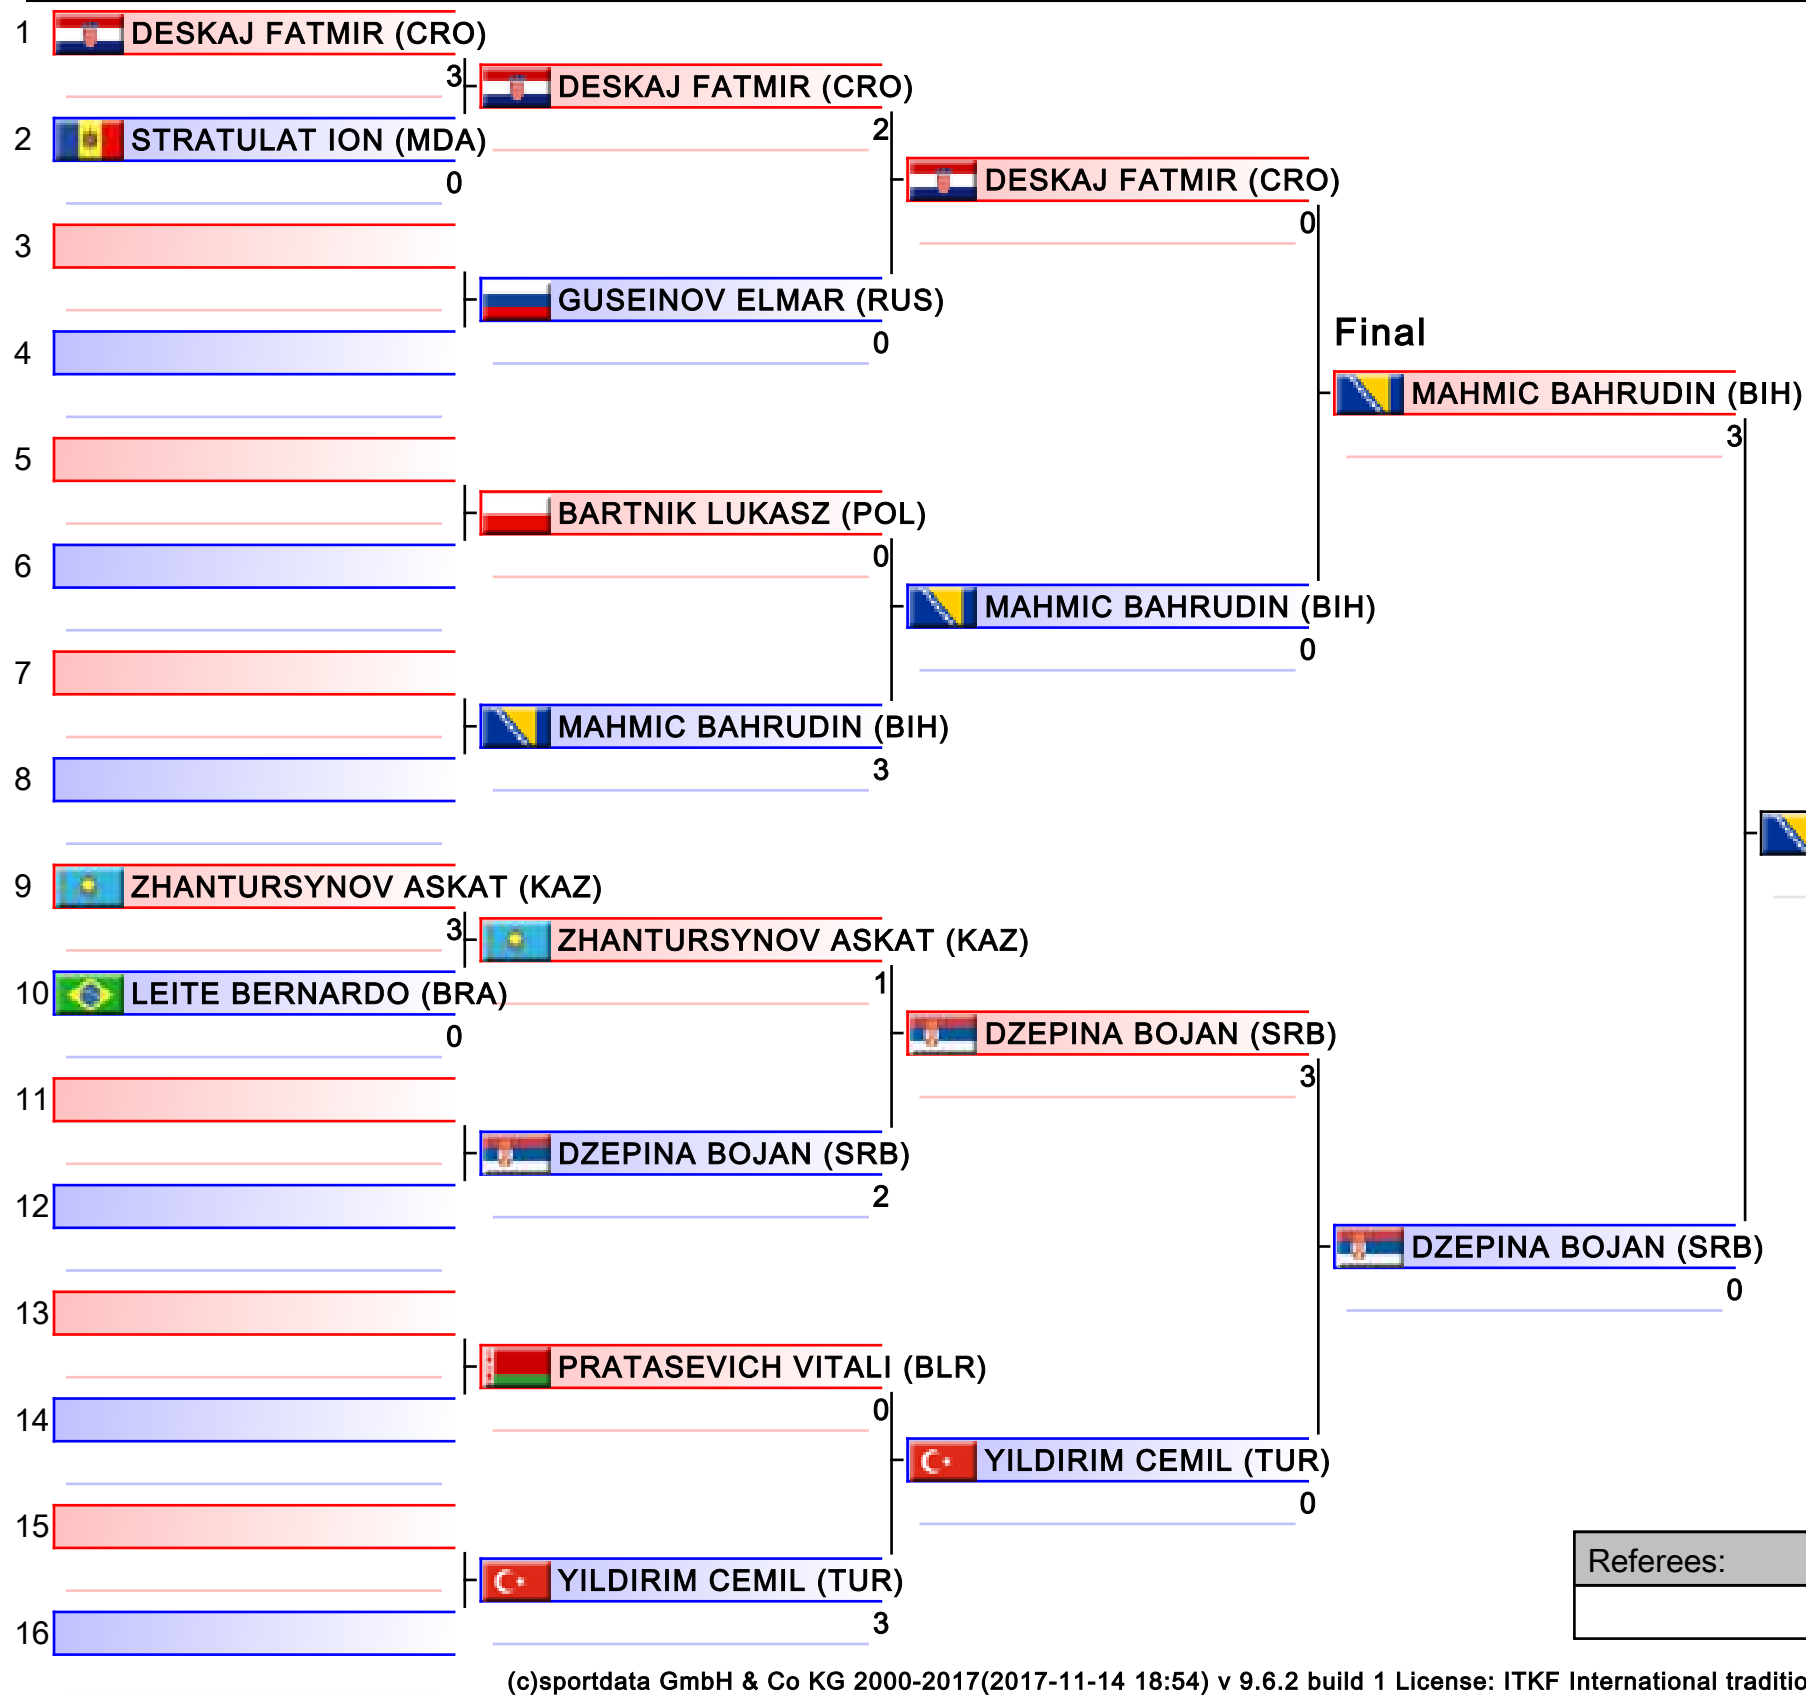 1 DESKAJ FATMIR (CRO)
3 DESKAJ FATMIR (CRO)
2
2 STRATULAT ION (MDA)
0
DESKAJ FATMIR (CRO)
0
3
GUSEINOV ELMAR (RUS)
0
4
Final
MAHMIC BAHRUDIN (BIH)
3
5
BARTNIK LUKASZ (POL)
0
6
MAHMIC BAHRUDIN (BIH)
0
7
MAHMIC BAHRUDIN (BIH)
3
8
9 ZHANTURSYNOV ASKAT (KAZ)
3 ZHANTURSYNOV ASKAT (KAZ)
1
10 LEITE BERNARDO (BRA)
0
DZEPINA BOJAN (SRB)
3
11
DZEPINA BOJAN (SRB)
2
12
DZEPINA BOJAN (SRB)
0
13
PRATASEVICH VITALI (BLR)
0
14
YILDIRIM CEMIL (TUR)
0
15
YILDIRIM CEMIL (TUR)
3
16
Referees:
(c)sportdata GmbH & Co KG 2000-2017(2017-11-14 18:54) v 9.6.2 build 1 License: ITKF International traditio